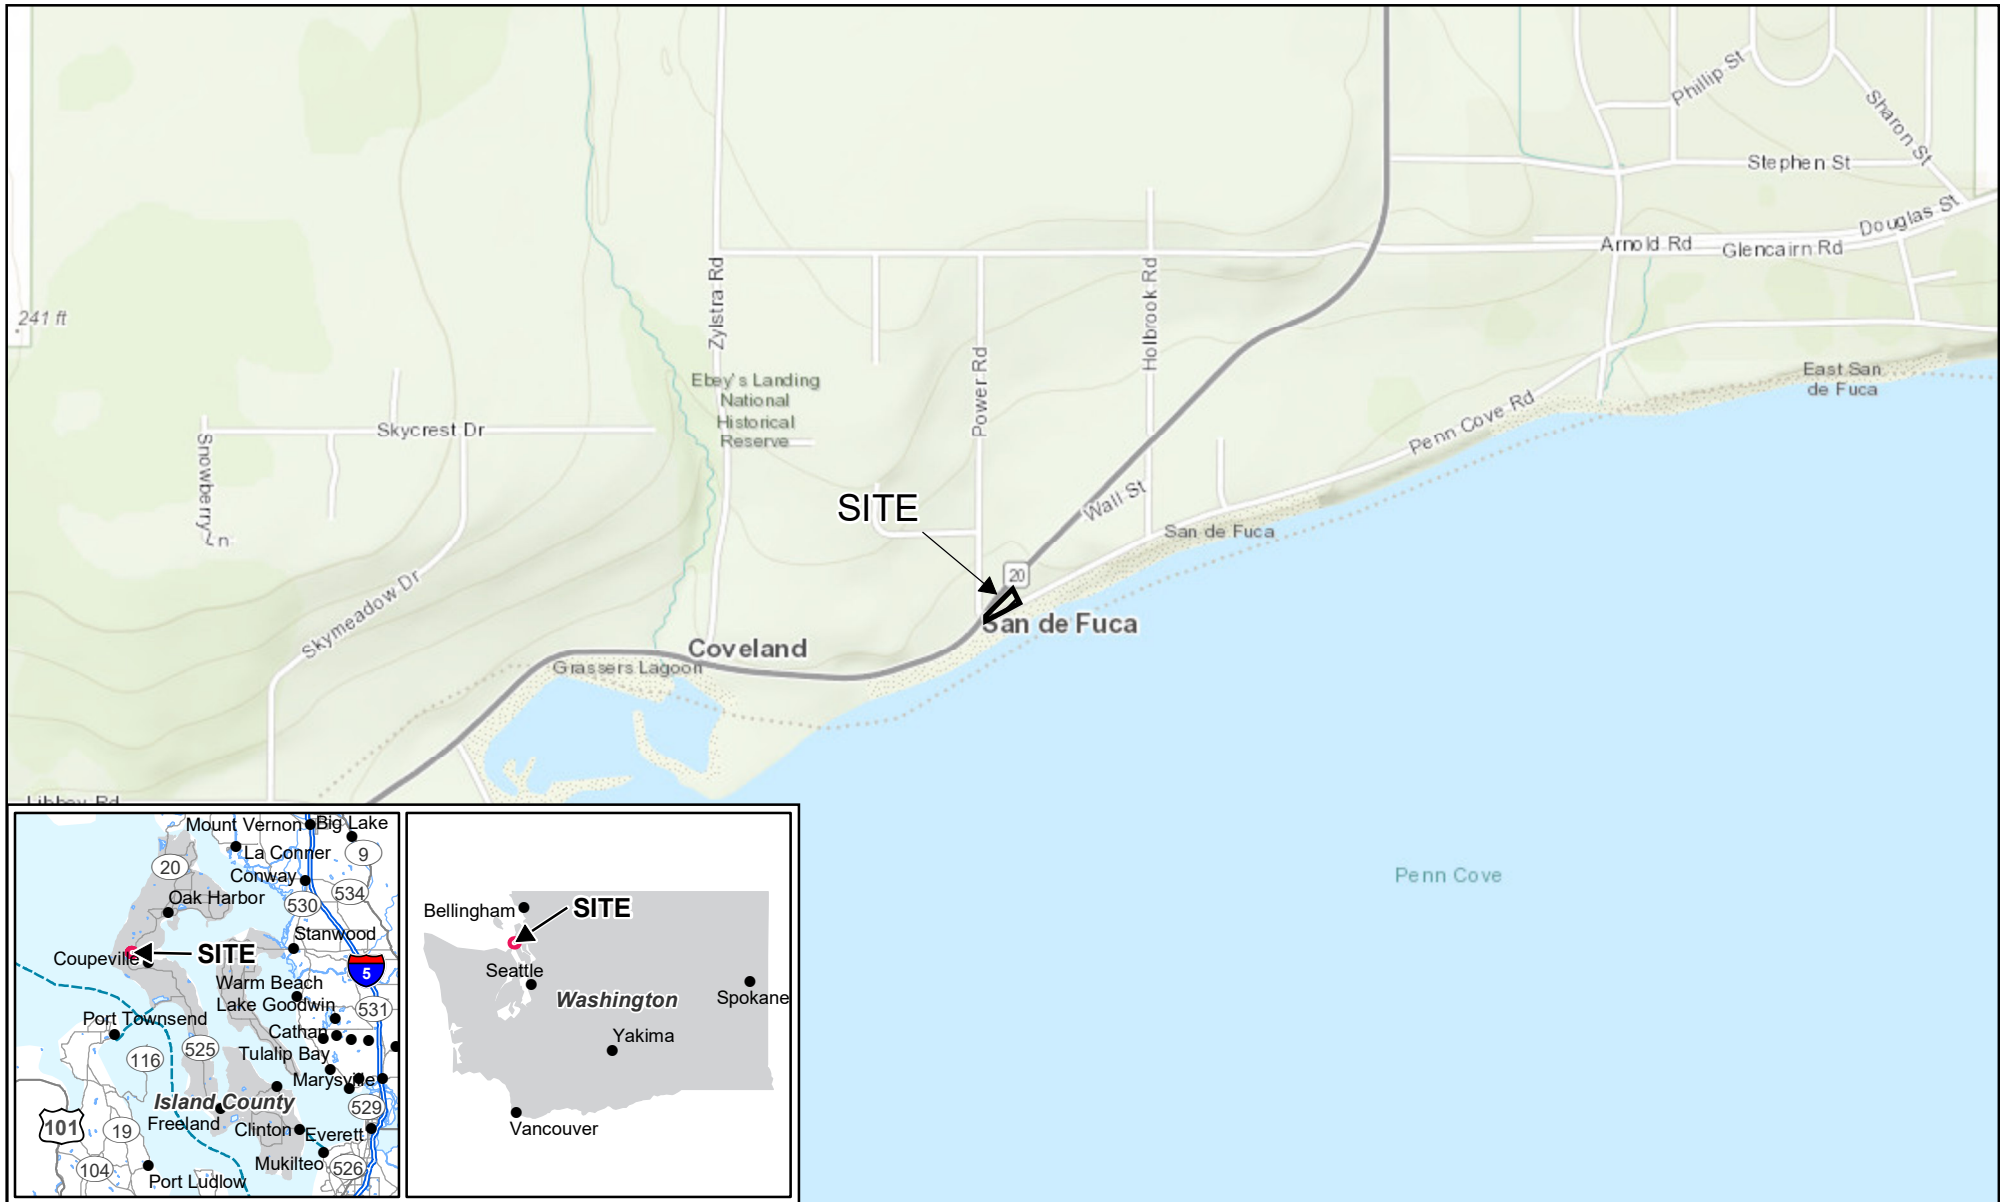 Phillip St
Sharon St
Stephen St
Douglas St
Arnold Rd
Glencairn Rd
Zylstra Rd
Holbrook Rd
241 ft
Power Rd
Ebey's Landing
National
Historical
Reserve
East San
de Fuca
Skycrest Dr
Snowberry Ln
Penn Cove Rd
Wall St
SITE
San de Fuca
20
Skymeadow Dr
San de Fuca
Coveland
Grassers Lagoon
Libbey Rd
Penn Cove
Mount Vernon
Big Lake
La Conner
9
20
Conway
534
Oak Harbor
530
Stanwood
SITE
Coupeville
5
Warm Beach
Lake Goodwin
531
Port Townsend
Cathan
525
Tulalip Bay
116
Marysville
Island County
529
101
19
Freeland
Clinton
Everett
Mukilteo
526
104
Port Ludlow
Bellingham
SITE
Seattle
Washington
Spokane
Yakima
Vancouver